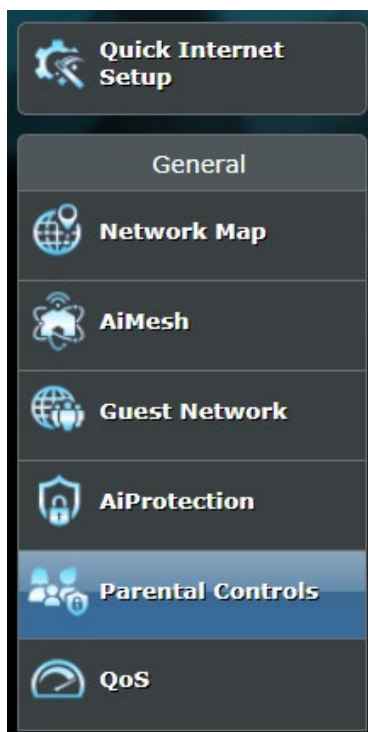 Quick Internet
Setup
General
Network Map
AiMesh
Guest Network
AiProtection
Parental Controls
QoS